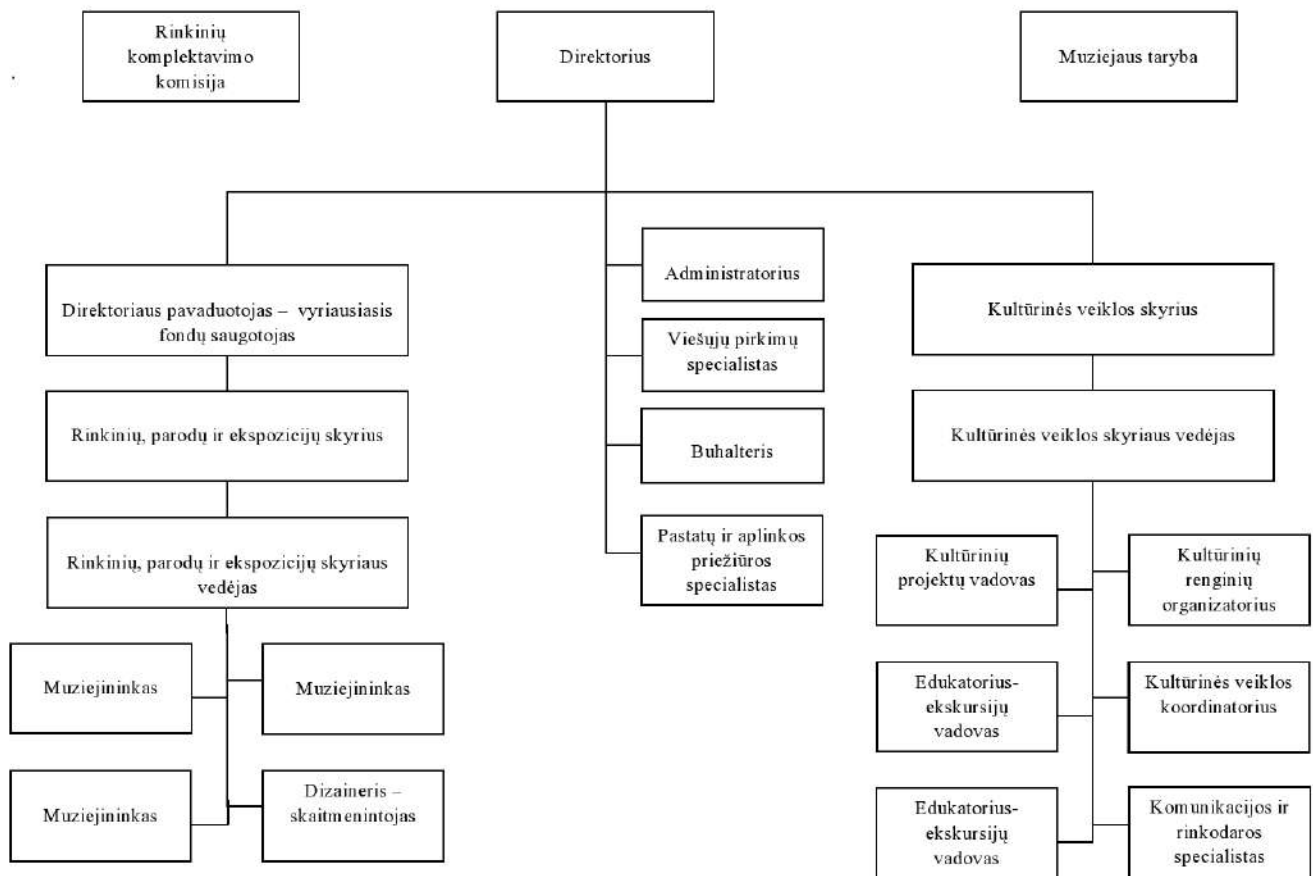 Rinkinių
komplektavimo
komisija
Direktorius
Muziejaus taryba
Direktoriaus pavaduotojas – vyriausiasis
fondų saugotojas
Rinkinių, parodų ir ekspozicijų skyrius
Rinkinių, parodų ir ekspozicijų skyriaus
vedėjas
Muziejininkas
Muziejininkas
Muziejininkas
Dizaineris –
skaitmenintojas
Administratorius
Viešųjų pirkimų
specialistas
Buhalteris
Pastatų ir aplinkos
priežiūros
specialistas
Kultūrinės veiklos skyrius
Kultūrinės veiklos skyriaus vedėjas
Kultūrinių
projektų vadovas
Kultūrinių
renginių
organizatorius
Edukatorius-
ekskursijų
vadovas
Kultūrinės veiklos
koordinatorius
Edukatorius-
ekskursijų
vadovas
Komunikacijos ir
rinkodaros
specialistas